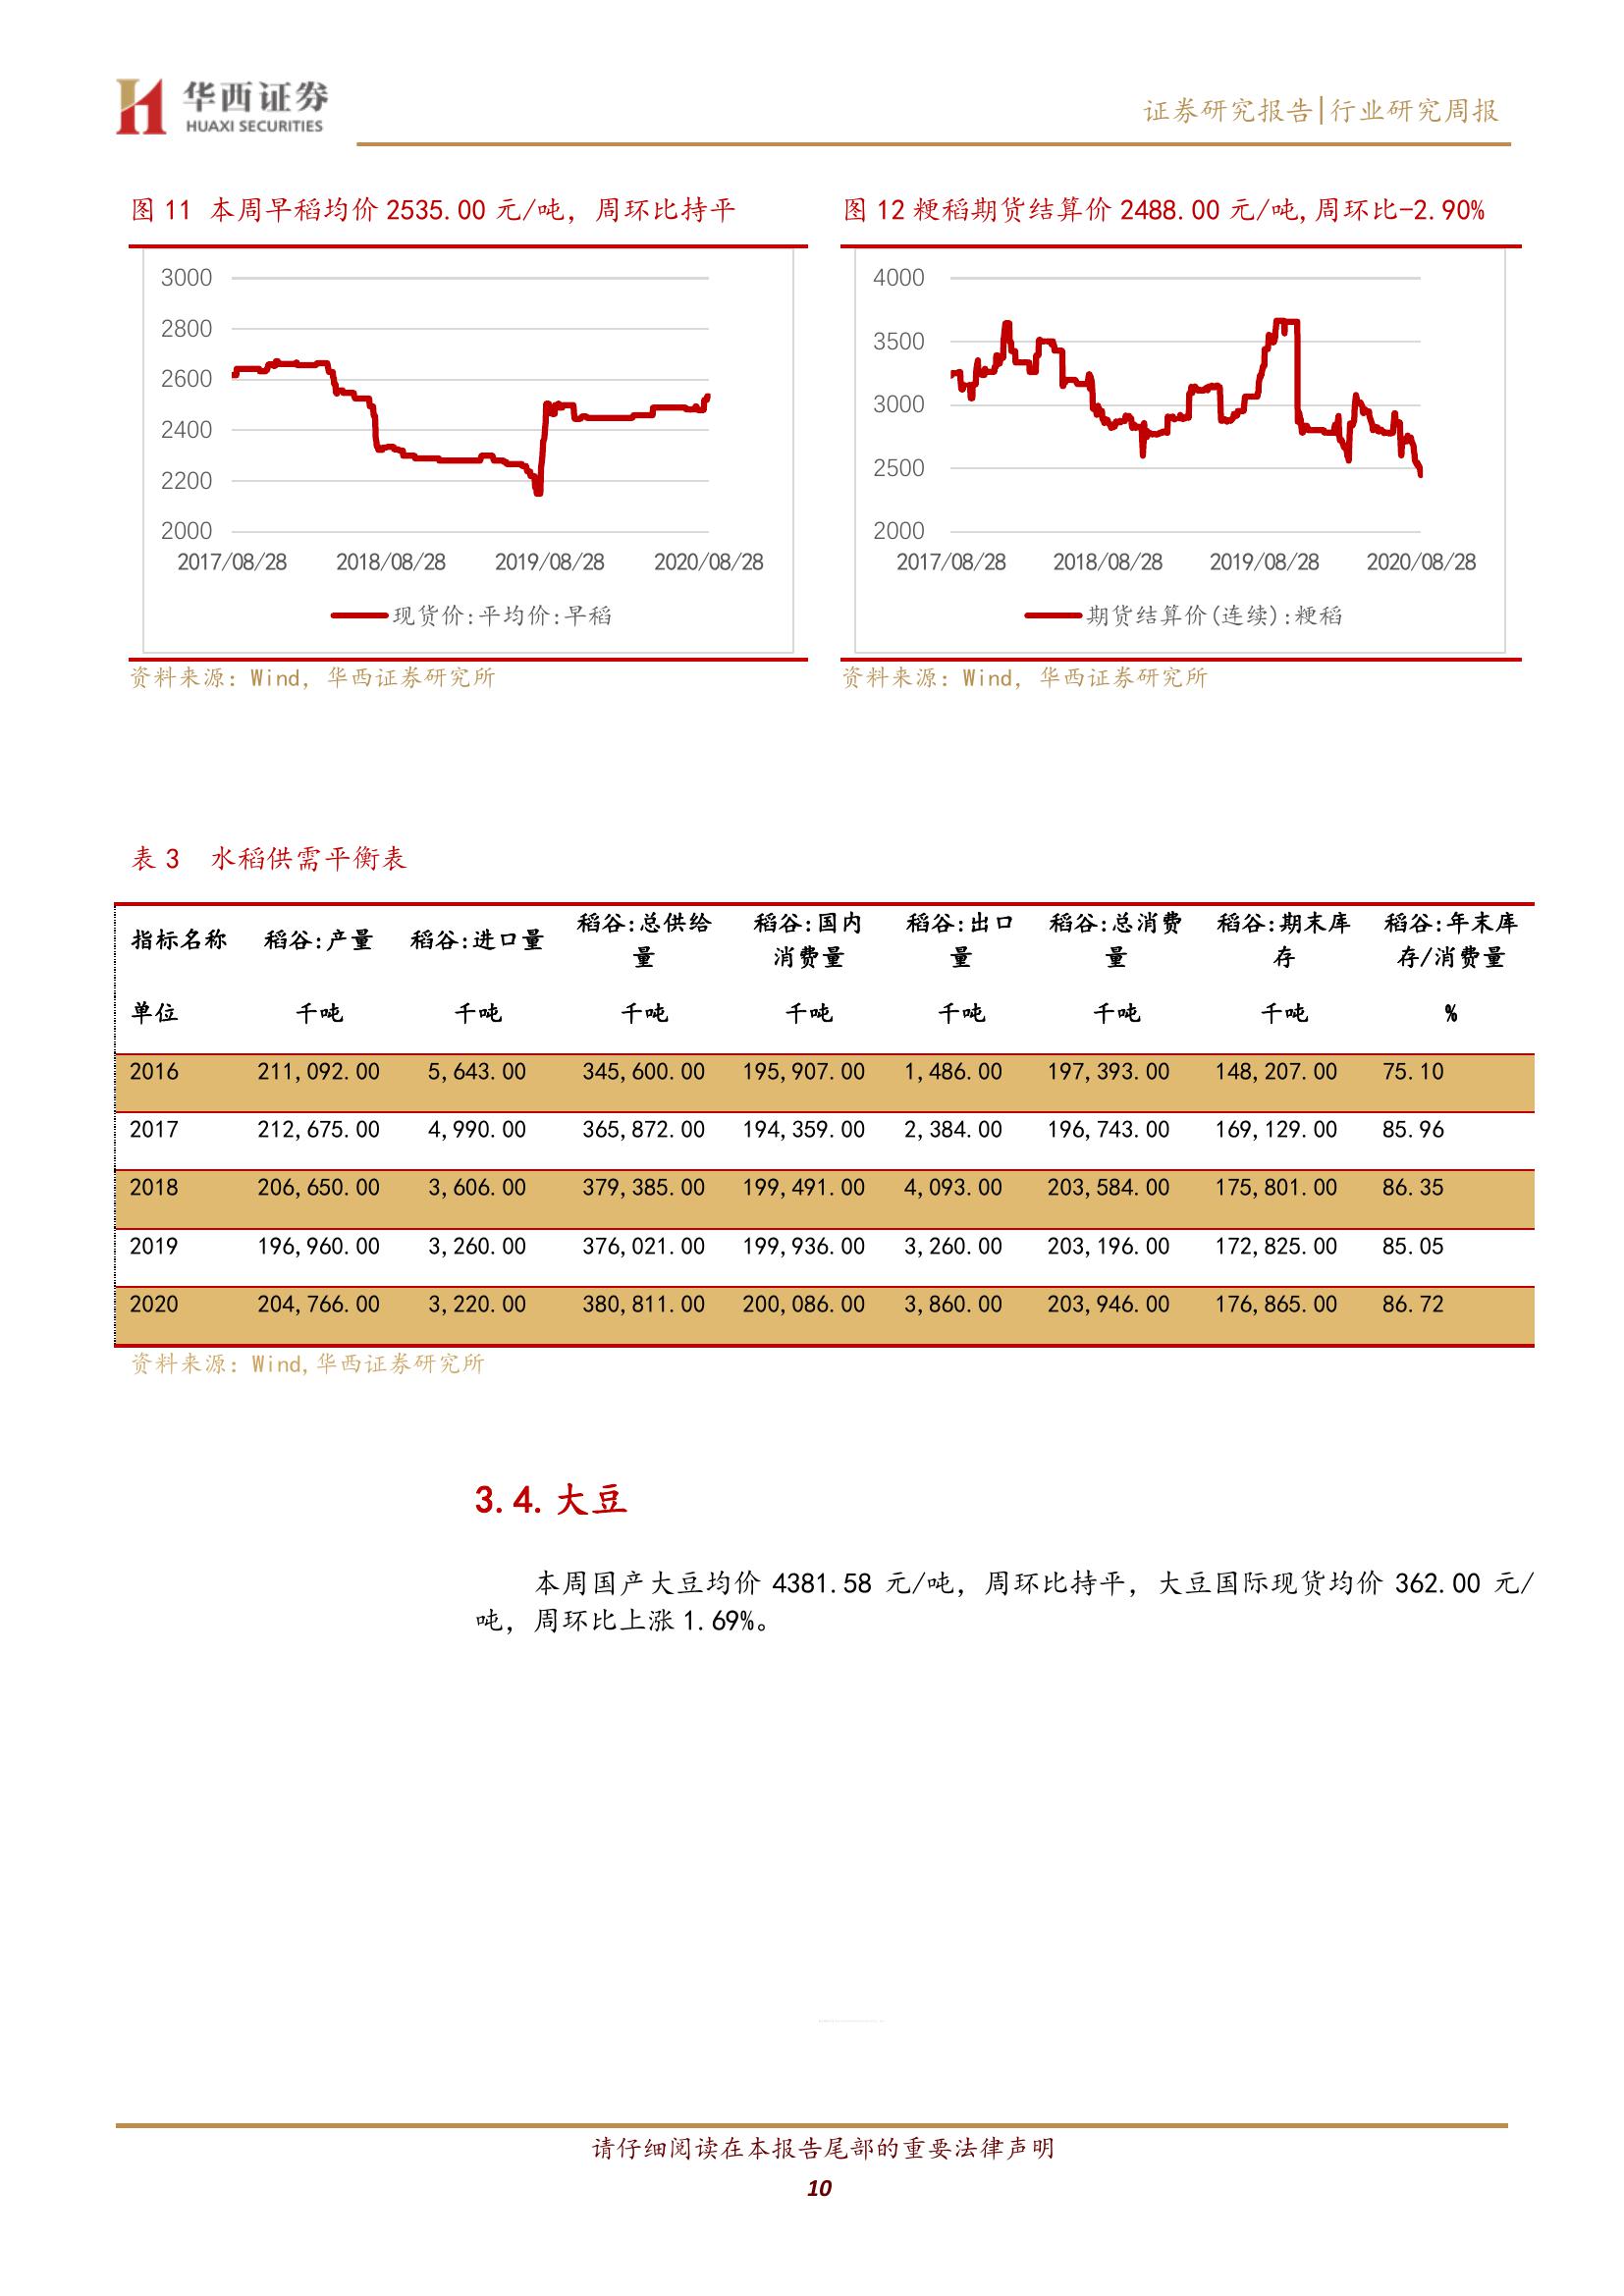 华西证券
HUAXI SECURITIES
证券研究报告|行业研究周报
图 11 本周早稻均价 2535.00 元/吨，周环比持平
3000
2800
2600
2400
2200
2000
2017/08/28 2018/08/28 2019/08/28 2020/08/28
现货价:平均价:早稻
资料来源：Wind，华西证券研究所
图 12 粳稻期货结算价 2488.00 元/吨,周环比-2.90%
4000
3500
3000
2500
2000
2017/08/28 2018/08/28 2019/08/28 2020/08/28
期货结算价(连续):粳稻
资料来源：Wind，华西证券研究所
表 3 水稻供需平衡表
指标名称 稻谷:产量 稻谷:进口量 稻谷:总供给量 稻谷:国内消费量 稻谷:出口量 稻谷:总消费量 稻谷:期末库存 稻谷:年末库存/消费量
单位 千吨 千吨 千吨 千吨 千吨 千吨 千吨 %
2016 211,092.00 5,643.00 345,600.00 195,907.00 1,486.00 197,393.00 148,207.00 75.10
2017 212,675.00 4,990.00 365,872.00 194,359.00 2,384.00 196,743.00 169,129.00 85.96
2018 206,650.00 3,606.00 379,385.00 199,491.00 4,093.00 203,584.00 175,801.00 86.35
2019 196,960.00 3,260.00 376,021.00 199,936.00 3,260.00 203,196.00 172,825.00 85.05
2020 204,766.00 3,220.00 380,811.00 200,086.00 3,860.00 203,946.00 176,865.00 86.72
资料来源：Wind,华西证券研究所
3.4.大豆
本周国产大豆均价 4381.58 元/吨，周环比持平，大豆国际现货均价 362.00 元/
吨，周环比上涨 1.69%。
请仔细阅读在本报告尾部的重要法律声明
10